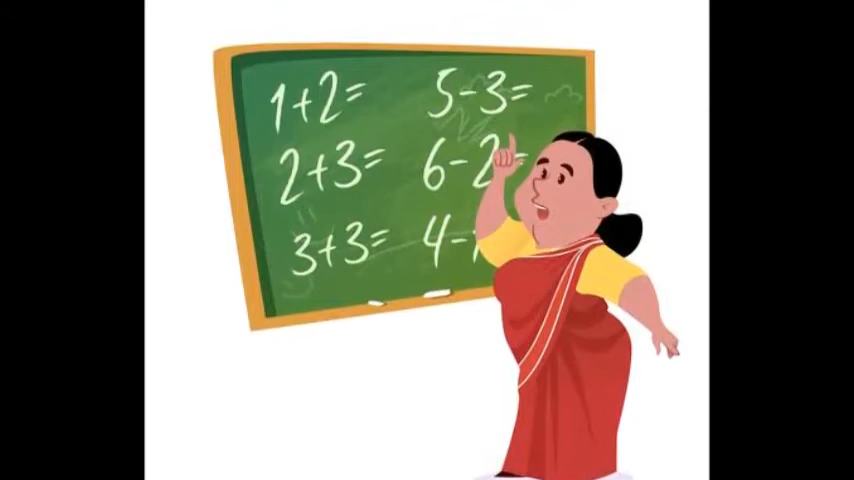 1+2= 5-3=
2+3= 6-2=
3+3= 4-